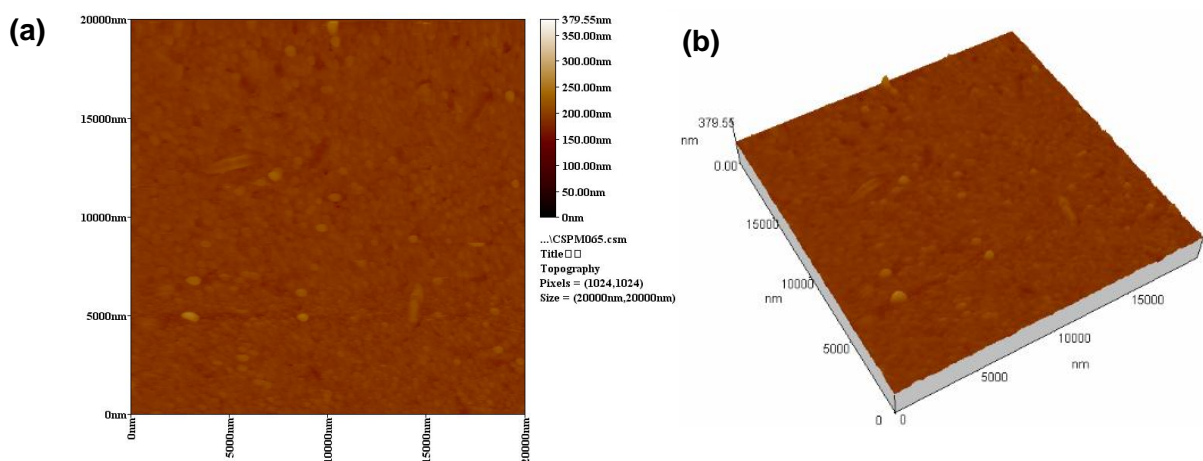 (a)
20000nm
15000nm
10000nm
5000nm
0nm
0nm
5000nm
10000nm
15000nm
20000nm
379.55nm
350.00nm
300.00nm
250.00nm
200.00nm
150.00nm
100.00nm
50.00nm
0nm
...\CSPM065.csm
Title□□
Topography
Pixels = (1024,1024)
Size = (20000nm,20000nm)
(b)
379.55
nm
0.00
15000
10000
nm
5000
0
0
5000
10000
nm
15000